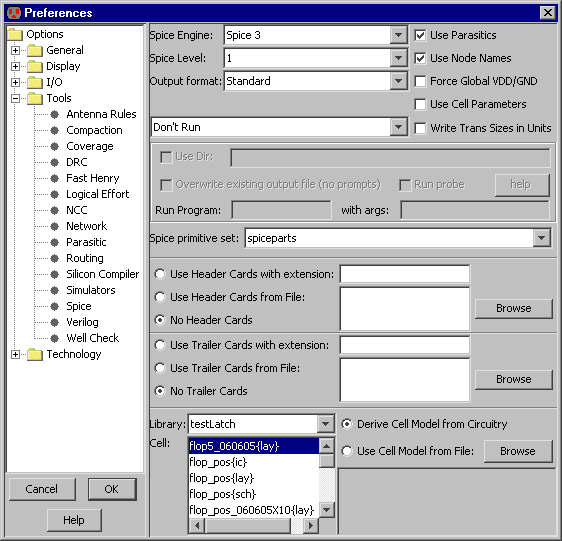 Preferences
Options
General
Display
I/O
Tools
Antenna Rules
Compaction
Coverage
DRC
Fast Henry
Logical Effort
NCC
Network
Parasitic
Routing
Silicon Compiler
Simulators
Spice
Verilog
Well Check
Technology
Cancel
OK
Help
Spice Engine: Spice 3
Use Parasitics
Spice Level: 1
Use Node Names
Output format: Standard
Force Global VDD/GND
Use Cell Parameters
Don't Run
Write Trans Sizes in Units
Use Dir:
Overwrite existing output file (no prompts)
Run probe
help
Run Program:
with args:
Spice primitive set: spiceparts
Use Header Cards with extension:
Use Header Cards from File:
Browse
No Header Cards
Use Trailer Cards with extension:
Use Trailer Cards from File:
Browse
No Trailer Cards
Library: testLatch
Derive Cell Model from Circuitry
Cell:
flop5_060605{lay}
flop_pos{ic}
flop_pos{lay}
flop_pos{sch}
flop_pos_060605X10{lay}
Use Cell Model from File:
Browse